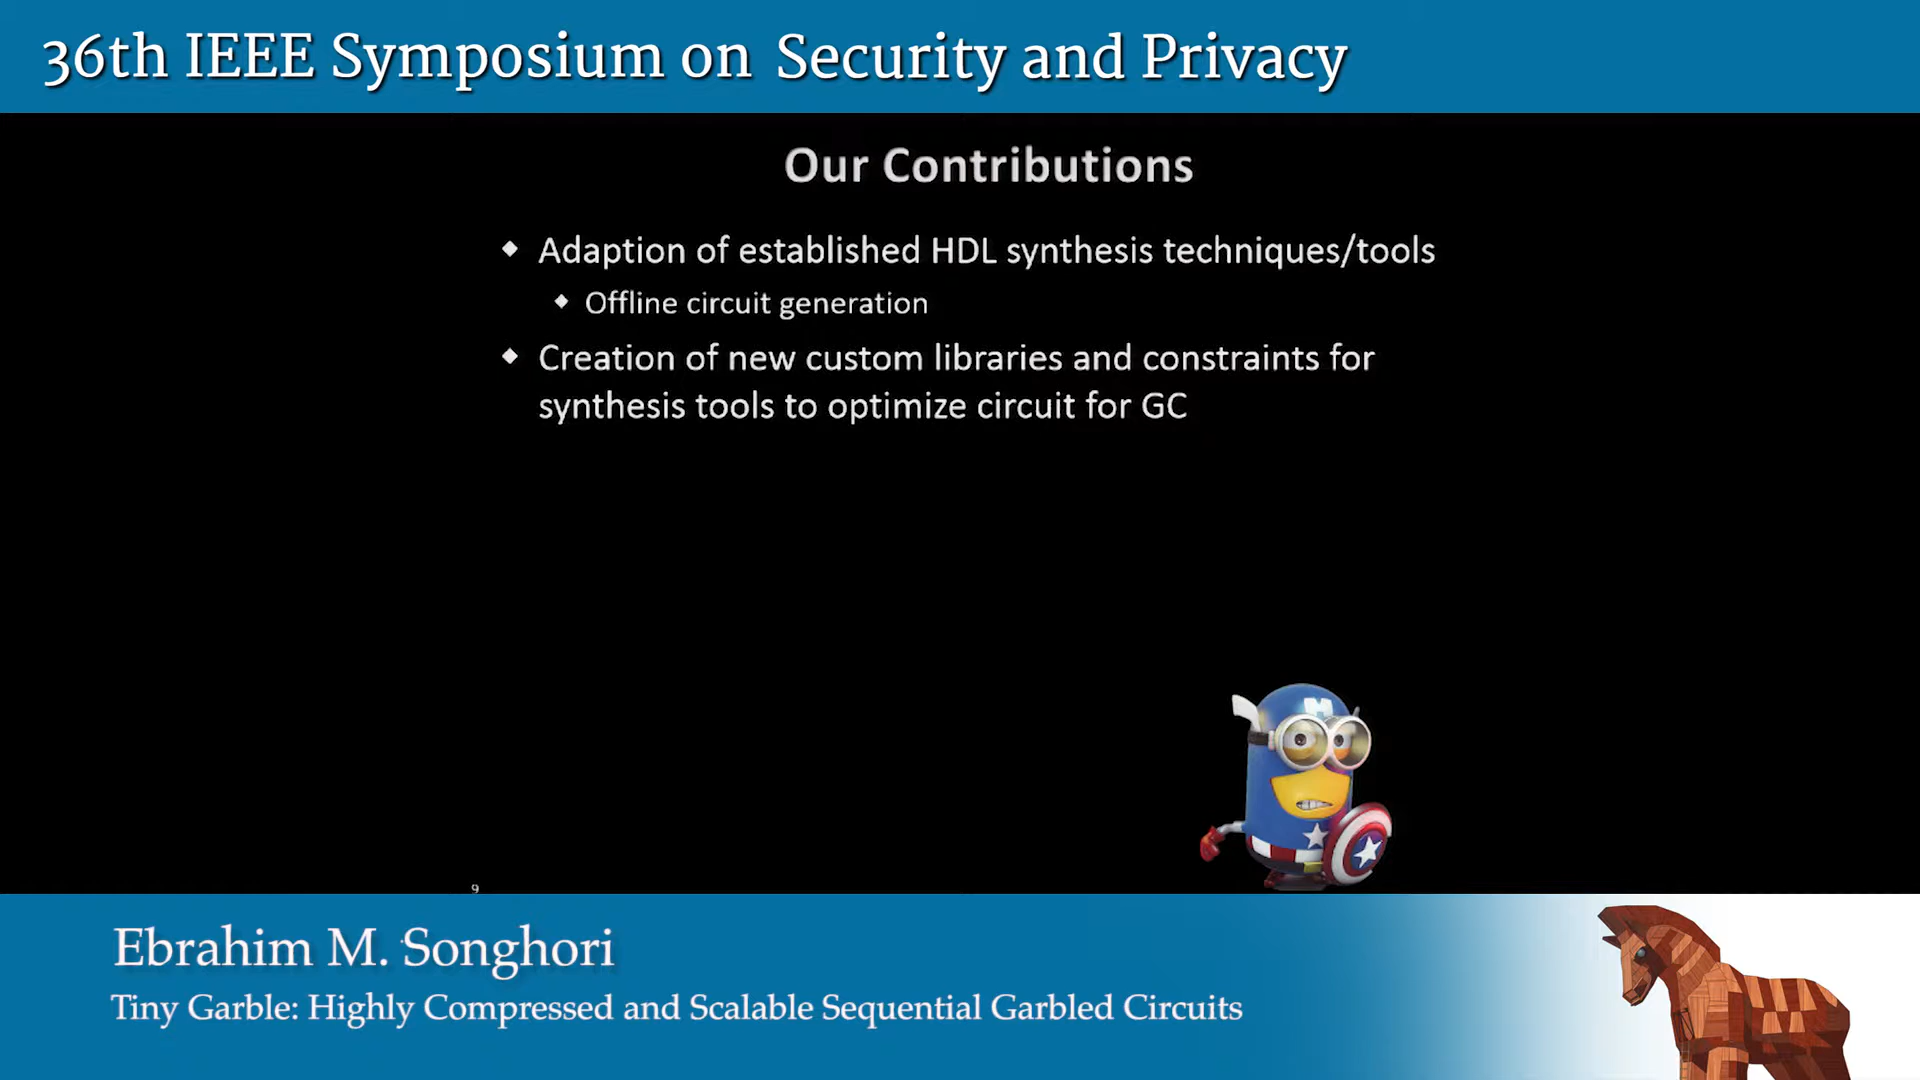 36th IEEE Symposium on Security and Privacy
Our Contributions
◆ Adaption of established HDL synthesis techniques/tools
◆ Offline circuit generation
◆ Creation of new custom libraries and constraints for
synthesis tools to optimize circuit for GC
9
Ebrahim M. Songhori
Tiny Garble: Highly Compressed and Scalable Sequential Garbled Circuits